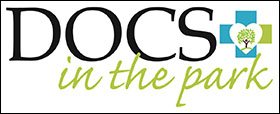 DOCS
in the park